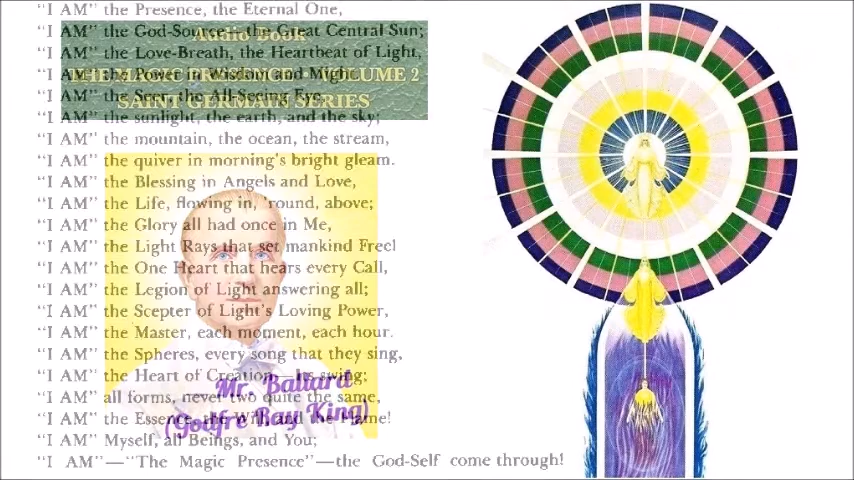 "I AM" the Presence, the Eternal One,
"I AM" the God-Source—the Great Central Sun;
"I AM" the Love-Breath, the Heartbeat of Light,
"I AM" the Power in Wisdom and Might.
"I AM" the Seer, the All-Seeing Eye,
"I AM" the sunlight, the earth, and the sky;
"I AM" the mountain, the ocean, the stream,
"I AM" the quiver in morning's bright gleam.
"I AM" the Blessing in Angels and Love,
"I AM" the Life, flowing in, 'round, above;
"I AM" the Glory all had once in Me,
"I AM" the Light Rays that set mankind Free!
"I AM" the One Heart that hears every Call,
"I AM" the Legion of Light answering all;
"I AM" the Scepter of Light's Loving Power,
"I AM" the Master, each moment, each hour.
"I AM" the Spheres, every song that they sing,
"I AM" the Heart of Creation—its swing;
"I AM" all forms, never two quite the same,
"I AM" the Essence, the Will, and the Flame!
"I AM" Myself, all Beings, and You;
"I AM"—"The Magic Presence"—the God-Self come through!
Audio Book
THE MAGIC PRESENCE - VOLUME 2
SAINT GERMAIN SERIES
Mr. Ballard
(Godfre Ray King)